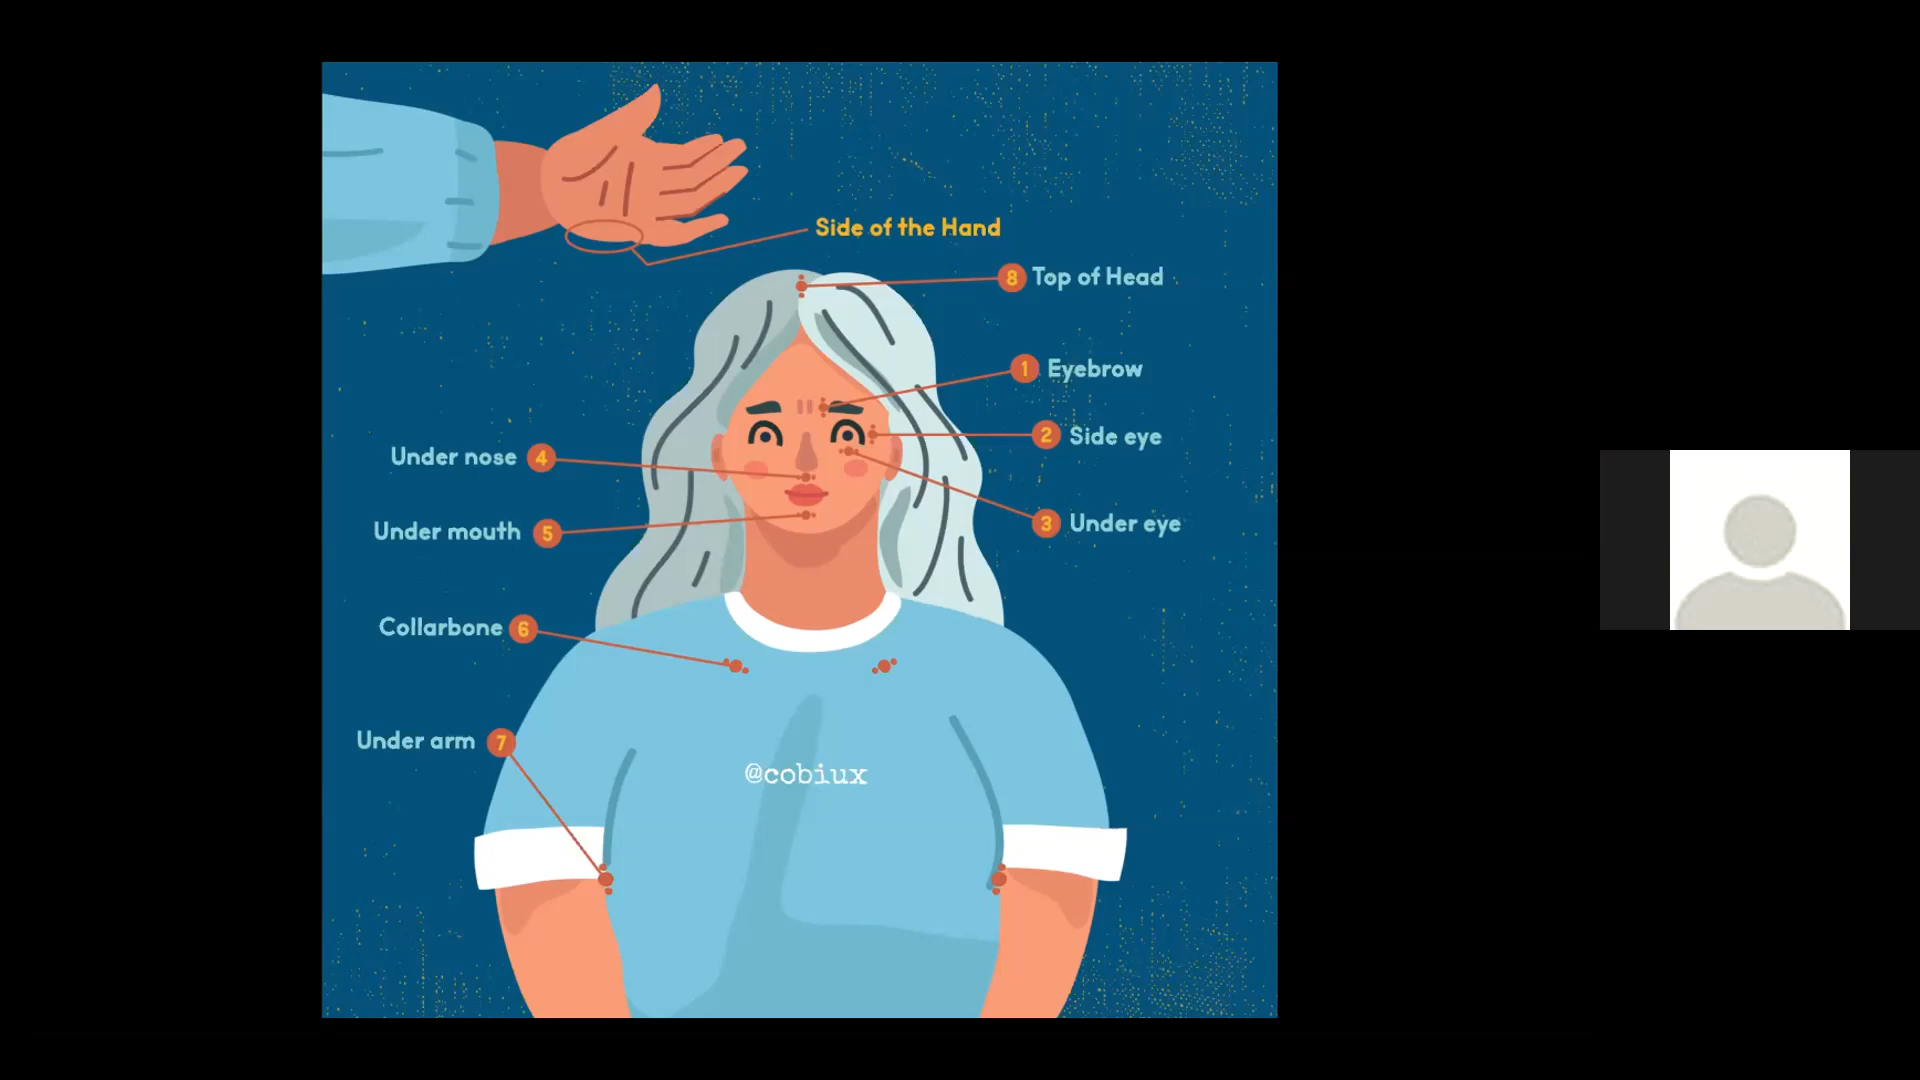 Side of the Hand
8 Top of Head
1 Eyebrow
2 Side eye
Under nose 4
3 Under eye
Under mouth 5
Collarbone 6
Under arm 7
@cobiux